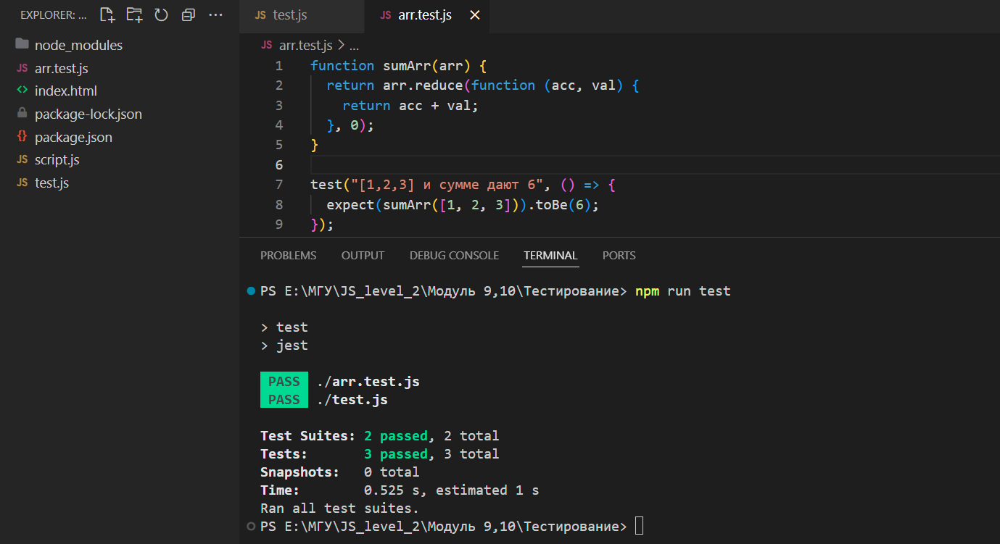 EXPLORER: ...
node_modules
JS arr.test.js
<> index.html
package-lock.json
{} package.json
JS script.js
JS test.js
JS test.js
JS arr.test.js
JS arr.test.js > ...
1 function sumArr(arr) {
2 return arr.reduce(function (acc, val) {
3 return acc + val;
4 }, 0);
5 }
6
7 test("[1,2,3] и сумме дают 6", () => {
8 expect(sumArr([1, 2, 3])).toBe(6);
9 });
PROBLEMS OUTPUT DEBUG CONSOLE TERMINAL PORTS
PS E:\МГУ\JS_level_2\Модуль 9,10\Тестирование> npm run test
> test
> jest
PASS ./arr.test.js
PASS ./test.js
Test Suites: 2 passed, 2 total
Tests: 3 passed, 3 total
Snapshots: 0 total
Time: 0.525 s, estimated 1 s
Ran all test suites.
PS E:\МГУ\JS_level_2\Модуль 9,10\Тестирование>